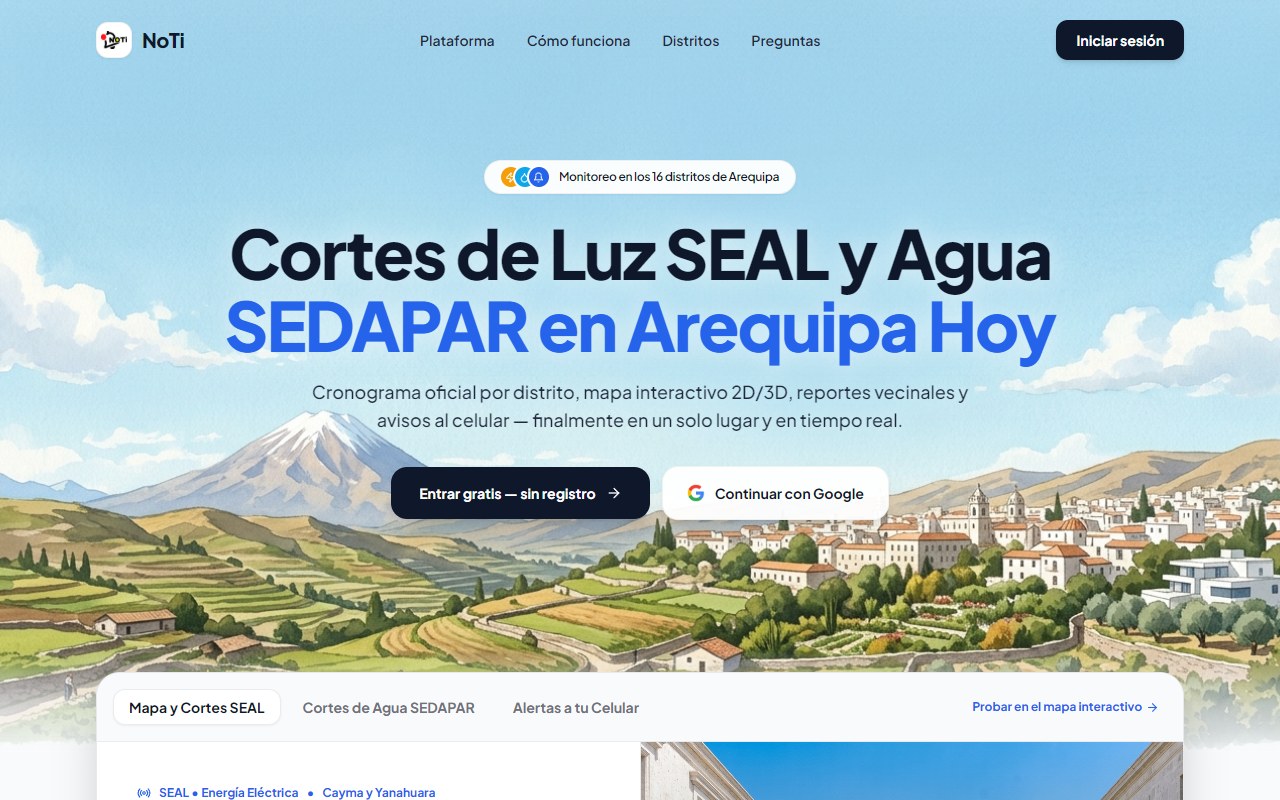 NoTi
NoTi
Plataforma
Cómo funciona
Distritos
Preguntas
Iniciar sesión
Monitoreo en los 16 distritos de Arequipa
Cortes de Luz SEAL y Agua
SEDAPAR en Arequipa Hoy
Cronograma oficial por distrito, mapa interactivo 2D/3D, reportes vecinales y
avisos al celular — finalmente en un solo lugar y en tiempo real.
Entrar gratis — sin registro →
Continuar con Google
Mapa y Cortes SEAL
Cortes de Agua SEDAPAR
Alertas a tu Celular
Probar en el mapa interactivo →
SEAL • Energía Eléctrica • Cayma y Yanahuara